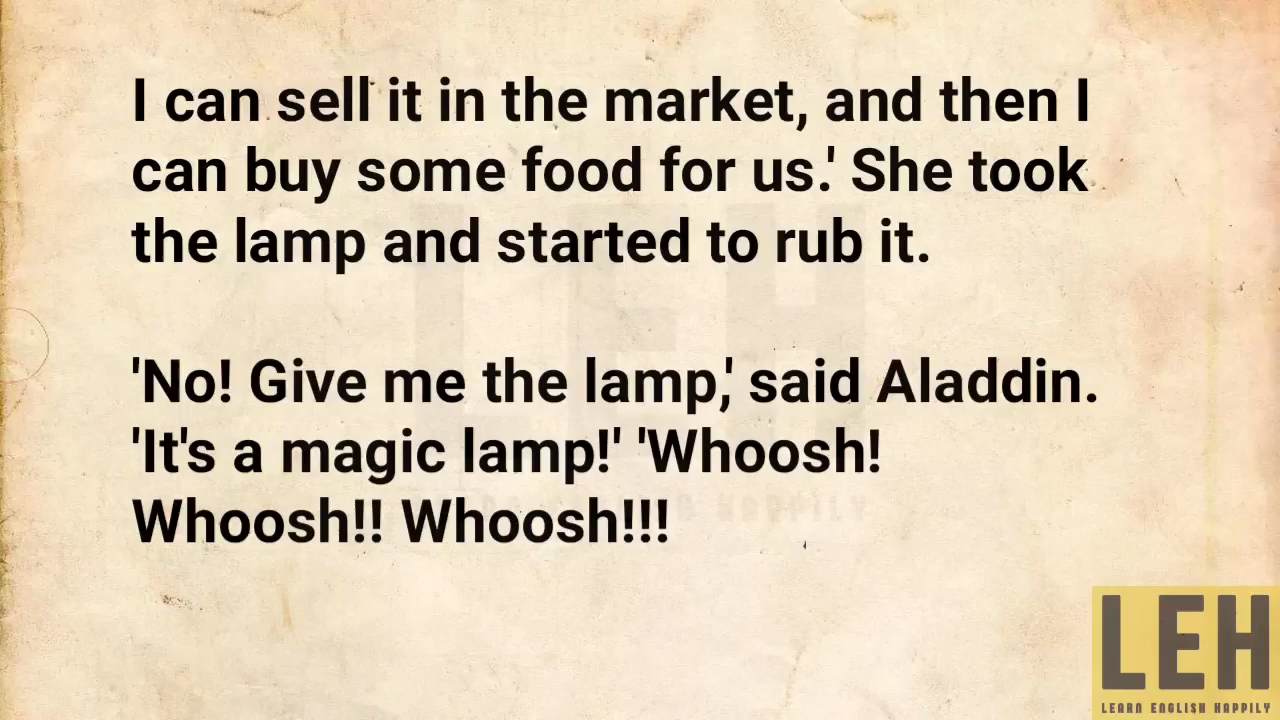 I can sell it in the market, and then I
can buy some food for us.' She took
the lamp and started to rub it.
'No! Give me the lamp,' said Aladdin.
'It's a magic lamp!' 'Whoosh!
Whoosh!! Whoosh!!!
LEH
LEARN ENGLISH HAPPILY